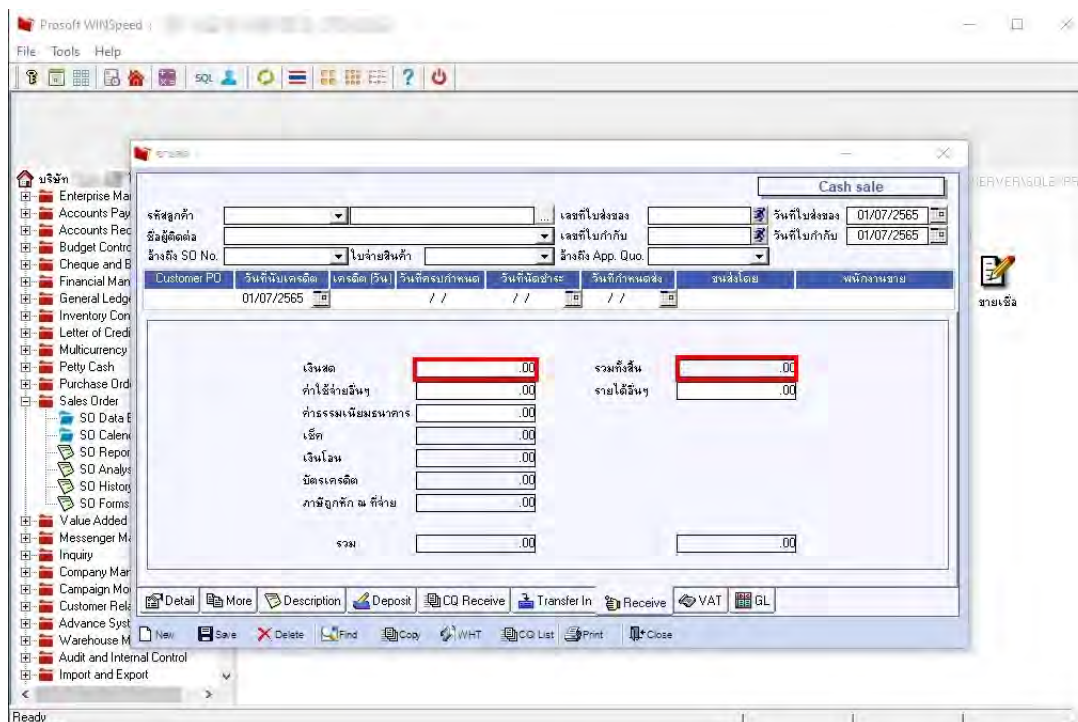 Prosoft WINSpeed :
File Tools Help
SQL ?
ขายสด
Cash sale
บริษัท
Enterprise Ma
Accounts Pay
Accounts Rec
Budget Contro
Cheque and B
Financial Man
General Ledg
Inventory Con
Letter of Credi
Multicurrency
Petty Cash
Purchase Ord
Sales Order
SO Data E
SO Calen
SO Repor
SO Analys
SO History
SO Forms
Value Added
Messenger Ma
Inquiry
Company Mar
Campaign Mo
Customer Rela
Advance Syst
Warehouse M
Audit and Internal Control
Import and Export
รหัสลูกค้า ... เลขที่ใบส่งของ วันที่ใบส่งของ 01/07/2565
ชื่อผู้ติดต่อ เลขที่ใบกำกับ วันที่ใบกำกับ 01/07/2565
อ้างถึง SO No. ใบจ่ายสินค้า อ้างถึง App. Quo.
Customer PO วันที่นับเครดิต เครดิต (วัน) วันที่ครบกำหนด วันที่นัดชำระ วันที่กำหนดส่ง ขนส่งโดย พนักงานขาย
01/07/2565 / / / / / /
เงินสด .00 รวมทั้งสิ้น .00
ค่าใช้จ่ายอื่นๆ .00 รายได้อื่นๆ .00
ค่าธรรมเนียมธนาคาร .00
เช็ค .00
เงินโอน .00
บัตรเครดิต .00
ภาษีถูกหัก ณ ที่จ่าย .00
รวม .00 .00
Detail More Description Deposit CQ Receive Transfer In Receive VAT GL
New Save Delete Find Copy WHT CQ List Print Close
ขายเชื่อ
Ready